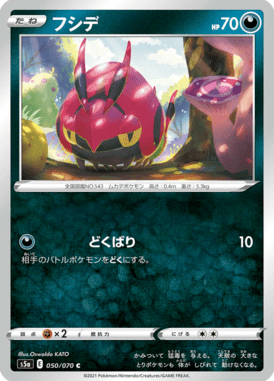 たね
フシデ
HP70
全国図鑑NO.543 ムカデポケモン 高さ:0.4m 重さ:5.3kg
どくばり 10
あいて
相手のバトルポケモンをどくにする。
弱点 ×2 抵抗力 にげる
Illus.Oswaldo KATO
S5a E 050/070 C
かみついて 猛毒を 与える。天敵の 大きな
とりポケモンも 体が しびれて 動けなくなる。
©2021 Pokémon/Nintendo/Creatures/GAME FREAK.